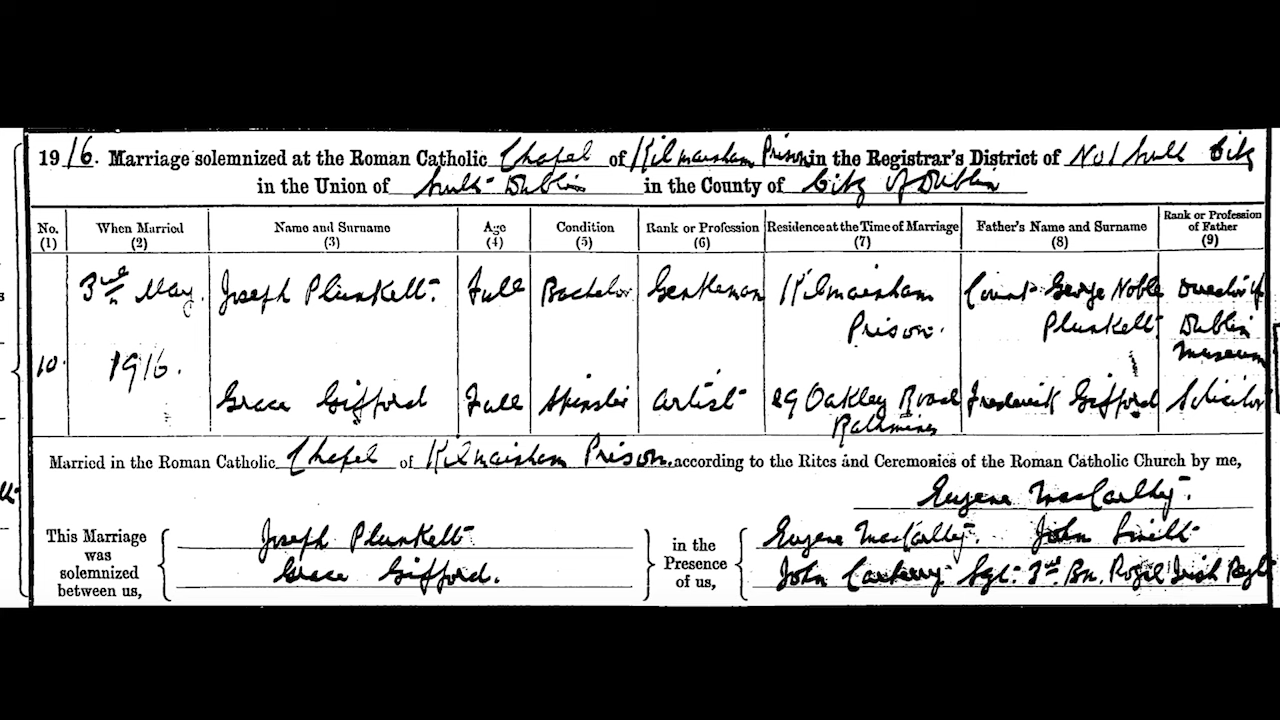 1916. Marriage solemnized at the Roman Catholic Chapel of Kilmainham Prison in the Registrar's District of No 1 South City
in the Union of South Dublin in the County of City of Dublin
No. (1) When Married (2) Name and Surname (3) Age (4) Condition (5) Rank or Profession (6) Residence at the Time of Marriage (7) Father's Name and Surname (8) Rank or Profession of Father (9)
3rd May. Joseph Plunkett Full Bachelor Gentleman Kilmainham Prison. Count George Noble Plunkett Director of Dublin Museum
10. 1916.
Grace Gifford Full Spinster Artist 29 Oakley Road Rathmines Frederick Gifford Solicitor
Married in the Roman Catholic Chapel of Kilmainham Prison. according to the Rites and Ceremonies of the Roman Catholic Church by me,
Eugene MacCarthy.
This Marriage was solemnized between us,
Joseph Plunkett
Grace Gifford.
in the Presence of us,
Eugene MacCarthy. John Smith
John Carberry Sgt. 3rd Bn. Royal Irish Regt